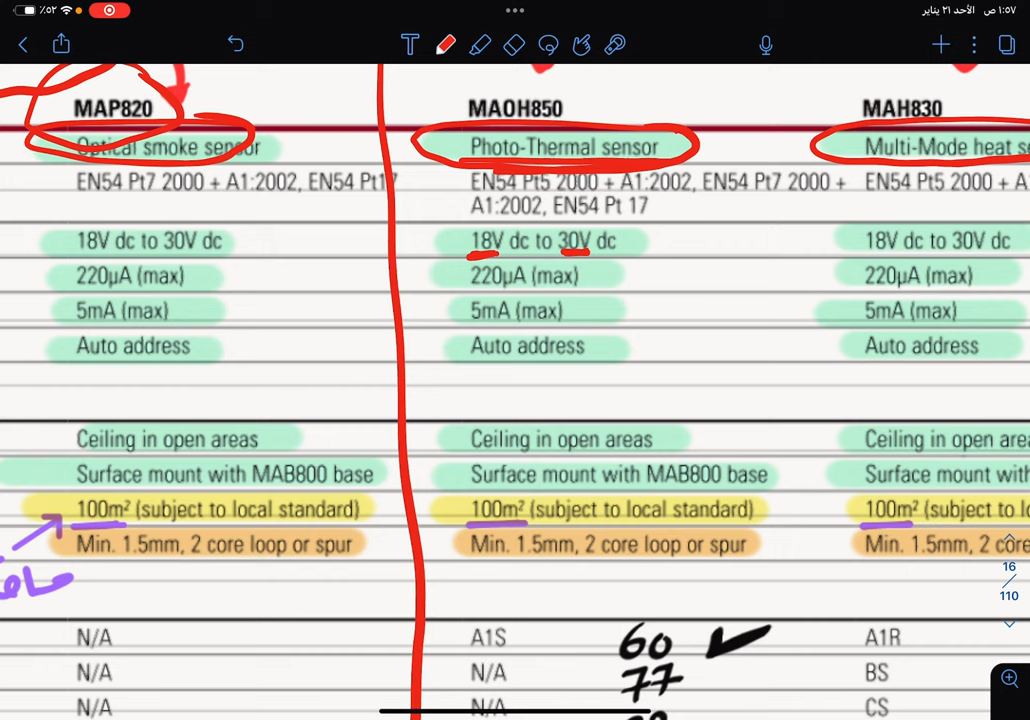 ٪٥٢
١:٥٧ ص الأحد ٢١ يناير
T
MAP820 MAOH850 MAH830
Optical smoke sensor Photo-Thermal sensor Multi-Mode heat se
EN54 Pt7 2000 + A1:2002, EN54 Pt17 EN54 Pt5 2000 + A1:2002, EN54 Pt7 2000 + EN54 Pt5 2000 + A1
A1:2002, EN54 Pt 17
18V dc to 30V dc 18V dc to 30V dc 18V dc to 30V dc
220µA (max) 220µA (max) 220µA (max)
5mA (max) 5mA (max) 5mA (max)
Auto address Auto address Auto address
Ceiling in open areas Ceiling in open areas Ceiling in open area
Surface mount with MAB800 base Surface mount with MAB800 base Surface mount with
100m² (subject to local standard) 100m² (subject to local standard) 100m² (subject to lo
Min. 1.5mm, 2 core loop or spur Min. 1.5mm, 2 core loop or spur Min. 1.5mm, 2 core
16
110
N/A A1S 60 A1R
N/A N/A 77 BS
N/A N/A CS